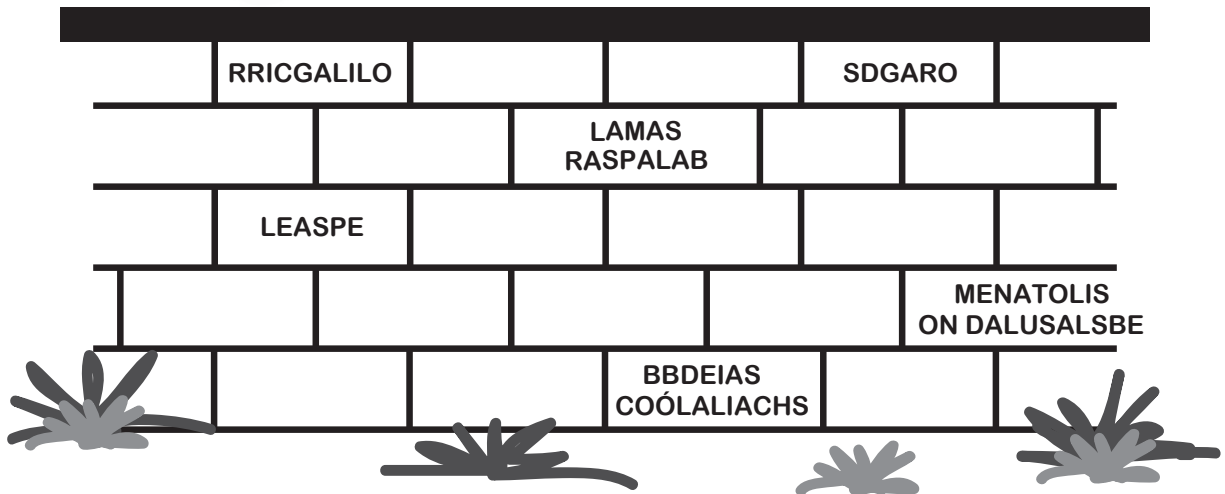 RRICGALILO
SDGARO
LAMAS
RASPALAB
LEASPE
MENATOLIS
ON DALUSALSBE
BBDEIAS
COÓLALIACHS